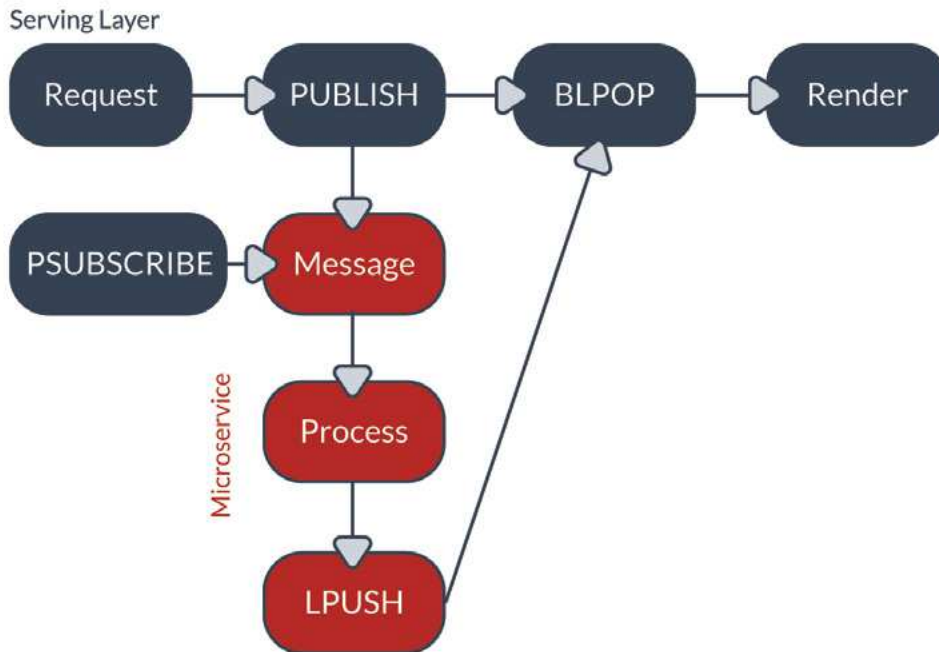 Serving Layer
Request
PUBLISH
BLPOP
Render
PSUBSCRIBE
Message
Microservice
Process
LPUSH